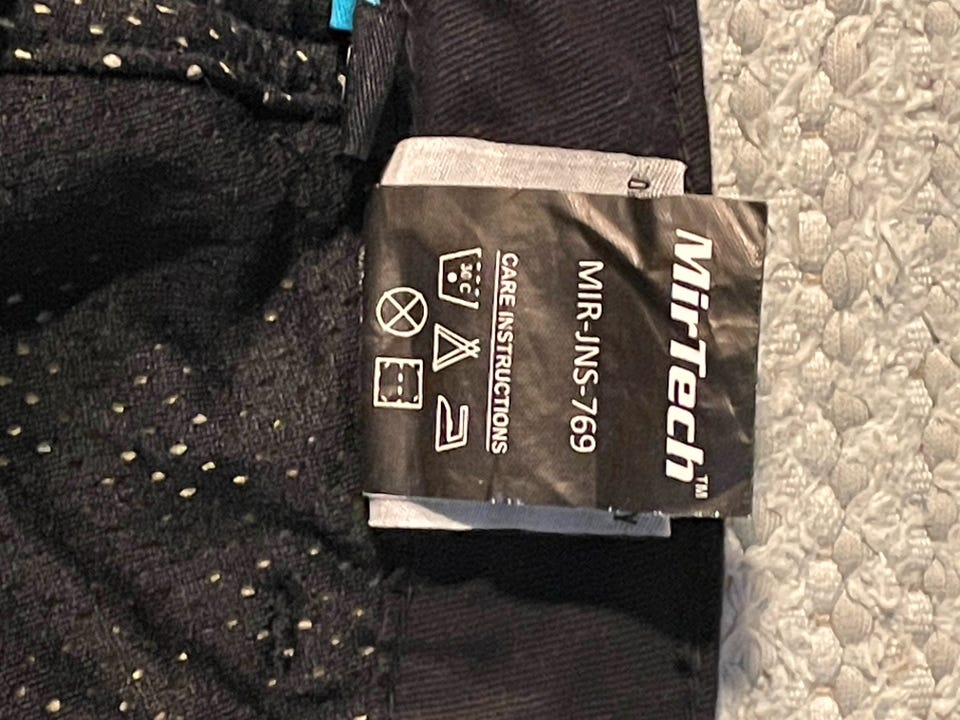 MirTech™
MIR-JNS-769
CARE INSTRUCTIONS
30 C